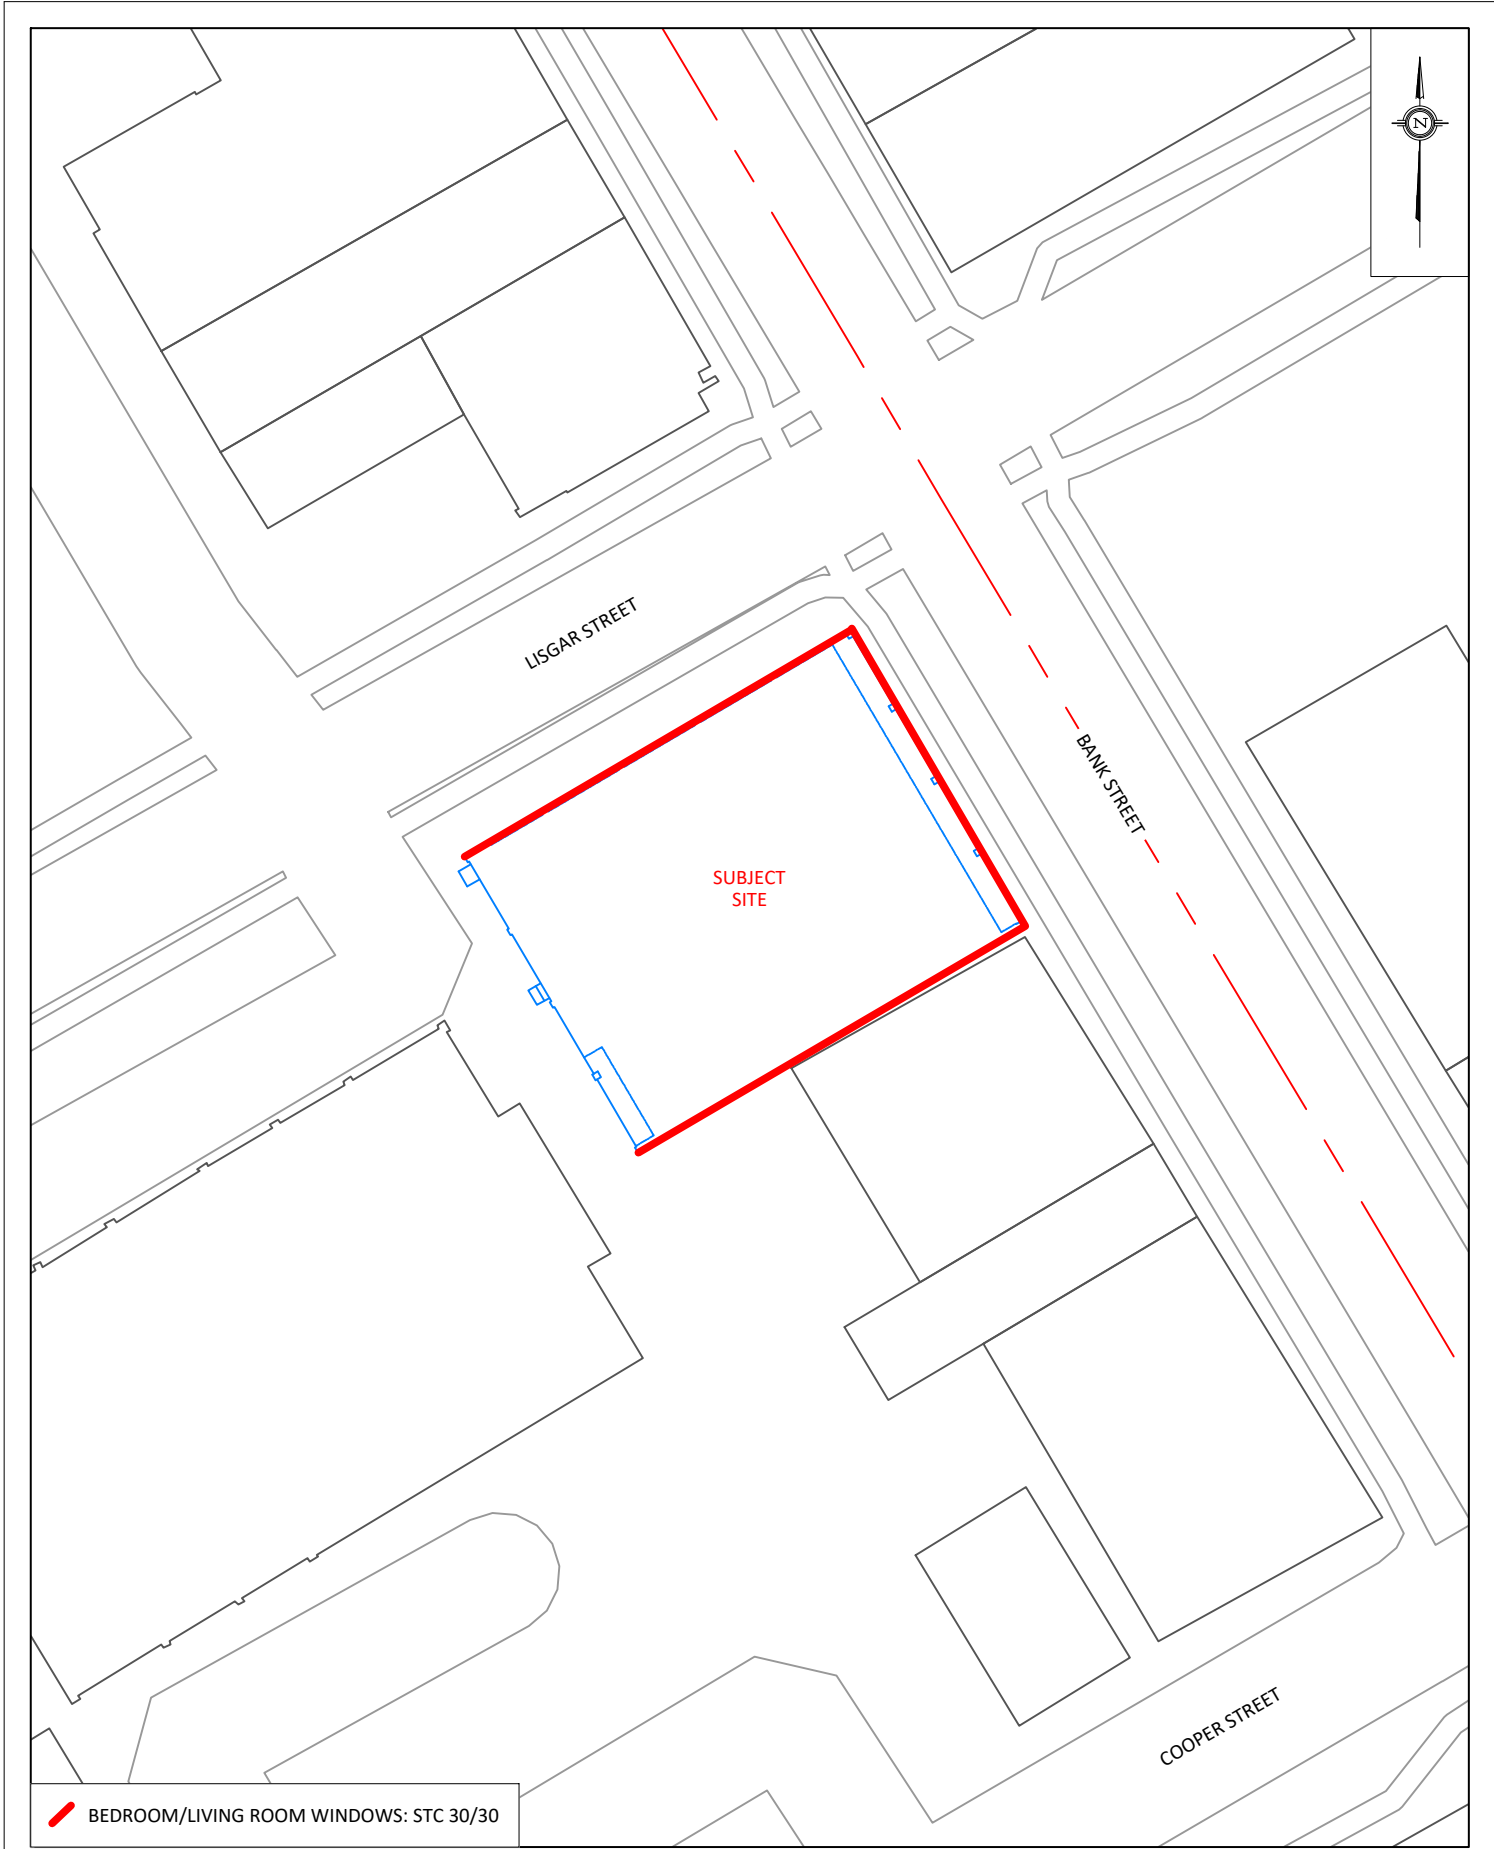 N
LISGAR STREET
BANK STREET
SUBJECT
SITE
COOPER STREET
BEDROOM/LIVING ROOM WINDOWS: STC 30/30